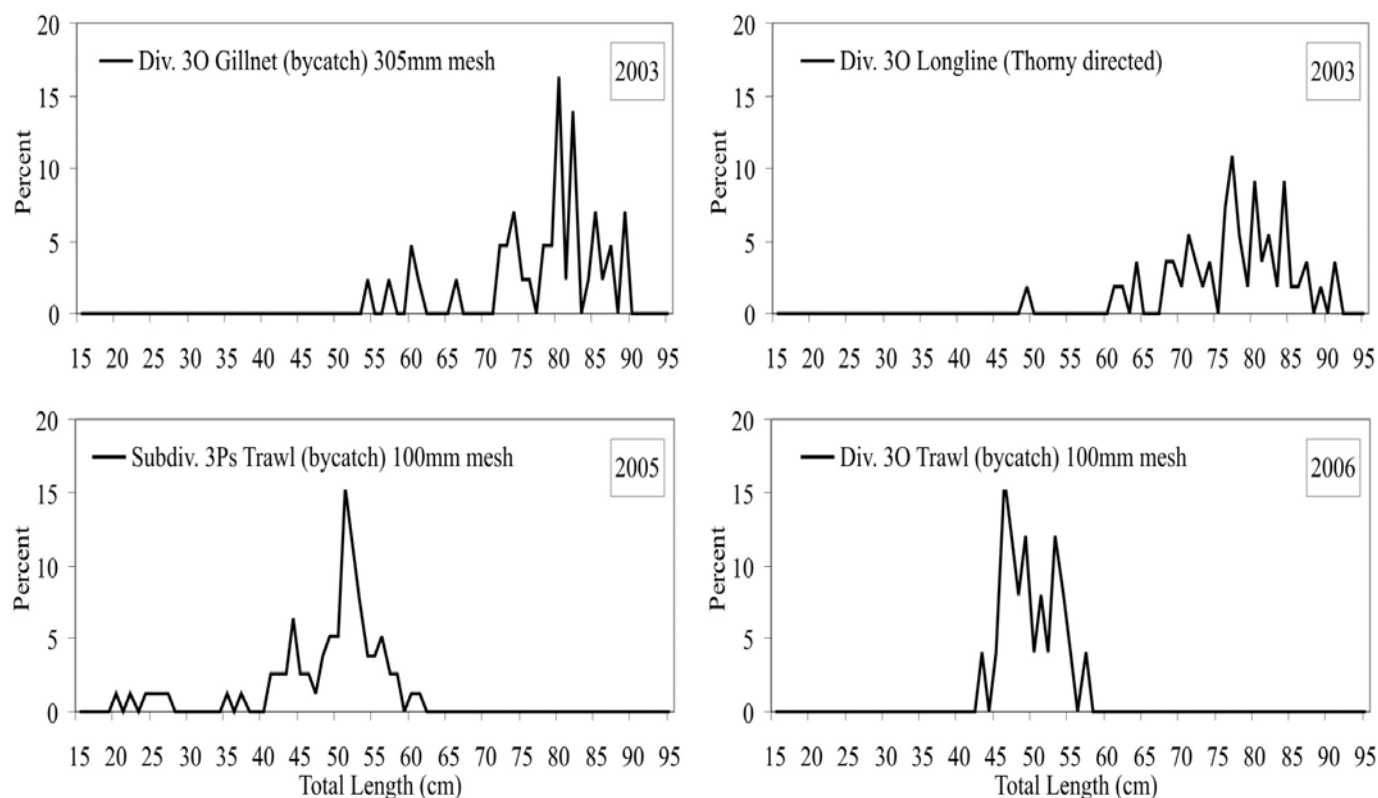 20
15
10
5
0
Percent
Div. 3O Gillnet (bycatch) 305mm mesh
2003
15 20 25 30 35 40 45 50 55 60 65 70 75 80 85 90 95
20
15
10
5
0
Percent
Div. 3O Longline (Thorny directed)
2003
15 20 25 30 35 40 45 50 55 60 65 70 75 80 85 90 95
20
15
10
5
0
Percent
Subdiv. 3Ps Trawl (bycatch) 100mm mesh
2005
15 20 25 30 35 40 45 50 55 60 65 70 75 80 85 90 95
Total Length (cm)
20
15
10
5
0
Percent
Div. 3O Trawl (bycatch) 100mm mesh
2006
15 20 25 30 35 40 45 50 55 60 65 70 75 80 85 90 95
Total Length (cm)